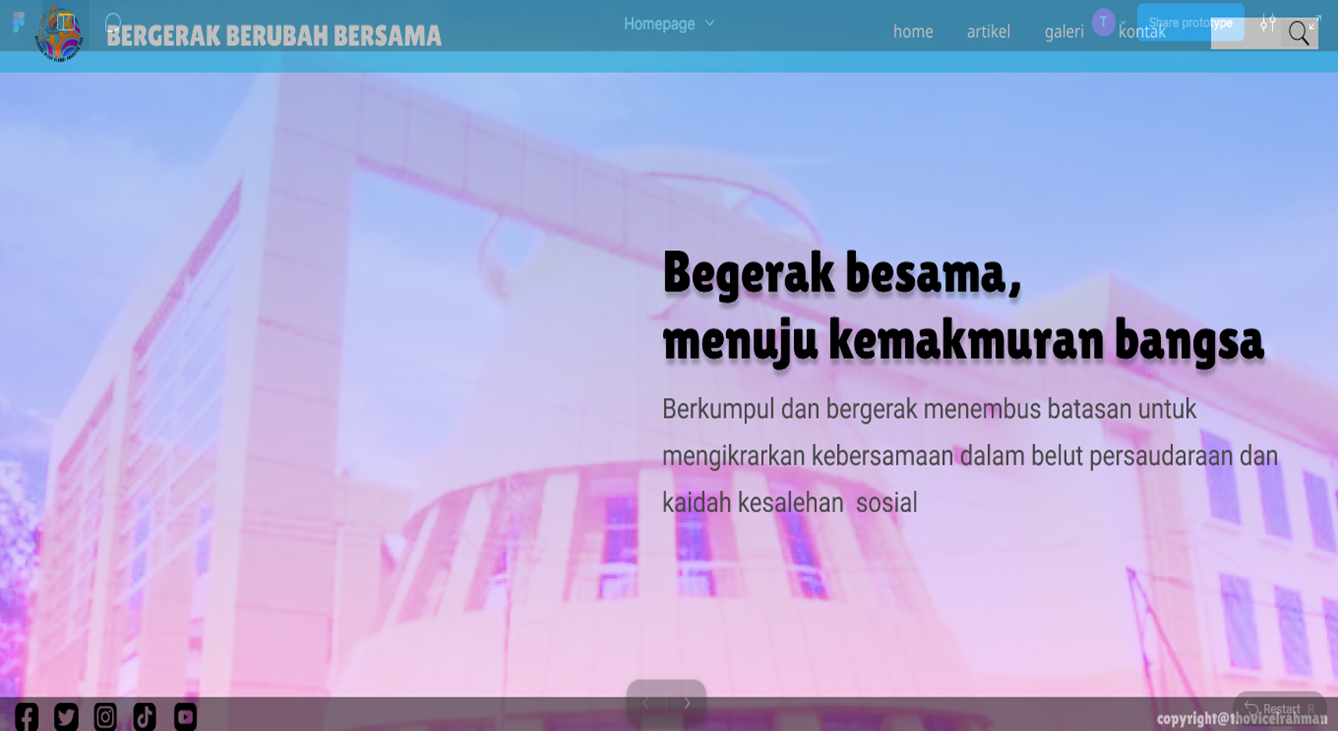 BERGERAK BERUBAH BERSAMA
Homepage
home artikel galeri kontak
T
Share prototype
Begerak besama,
menuju kemakmuran bangsa
Berkumpul dan bergerak menembus batasan untuk
mengikrarkan kebersamaan dalam belut persaudaraan dan
kaidah kesalehan sosial
Restart R
copyright@thovicelrahman